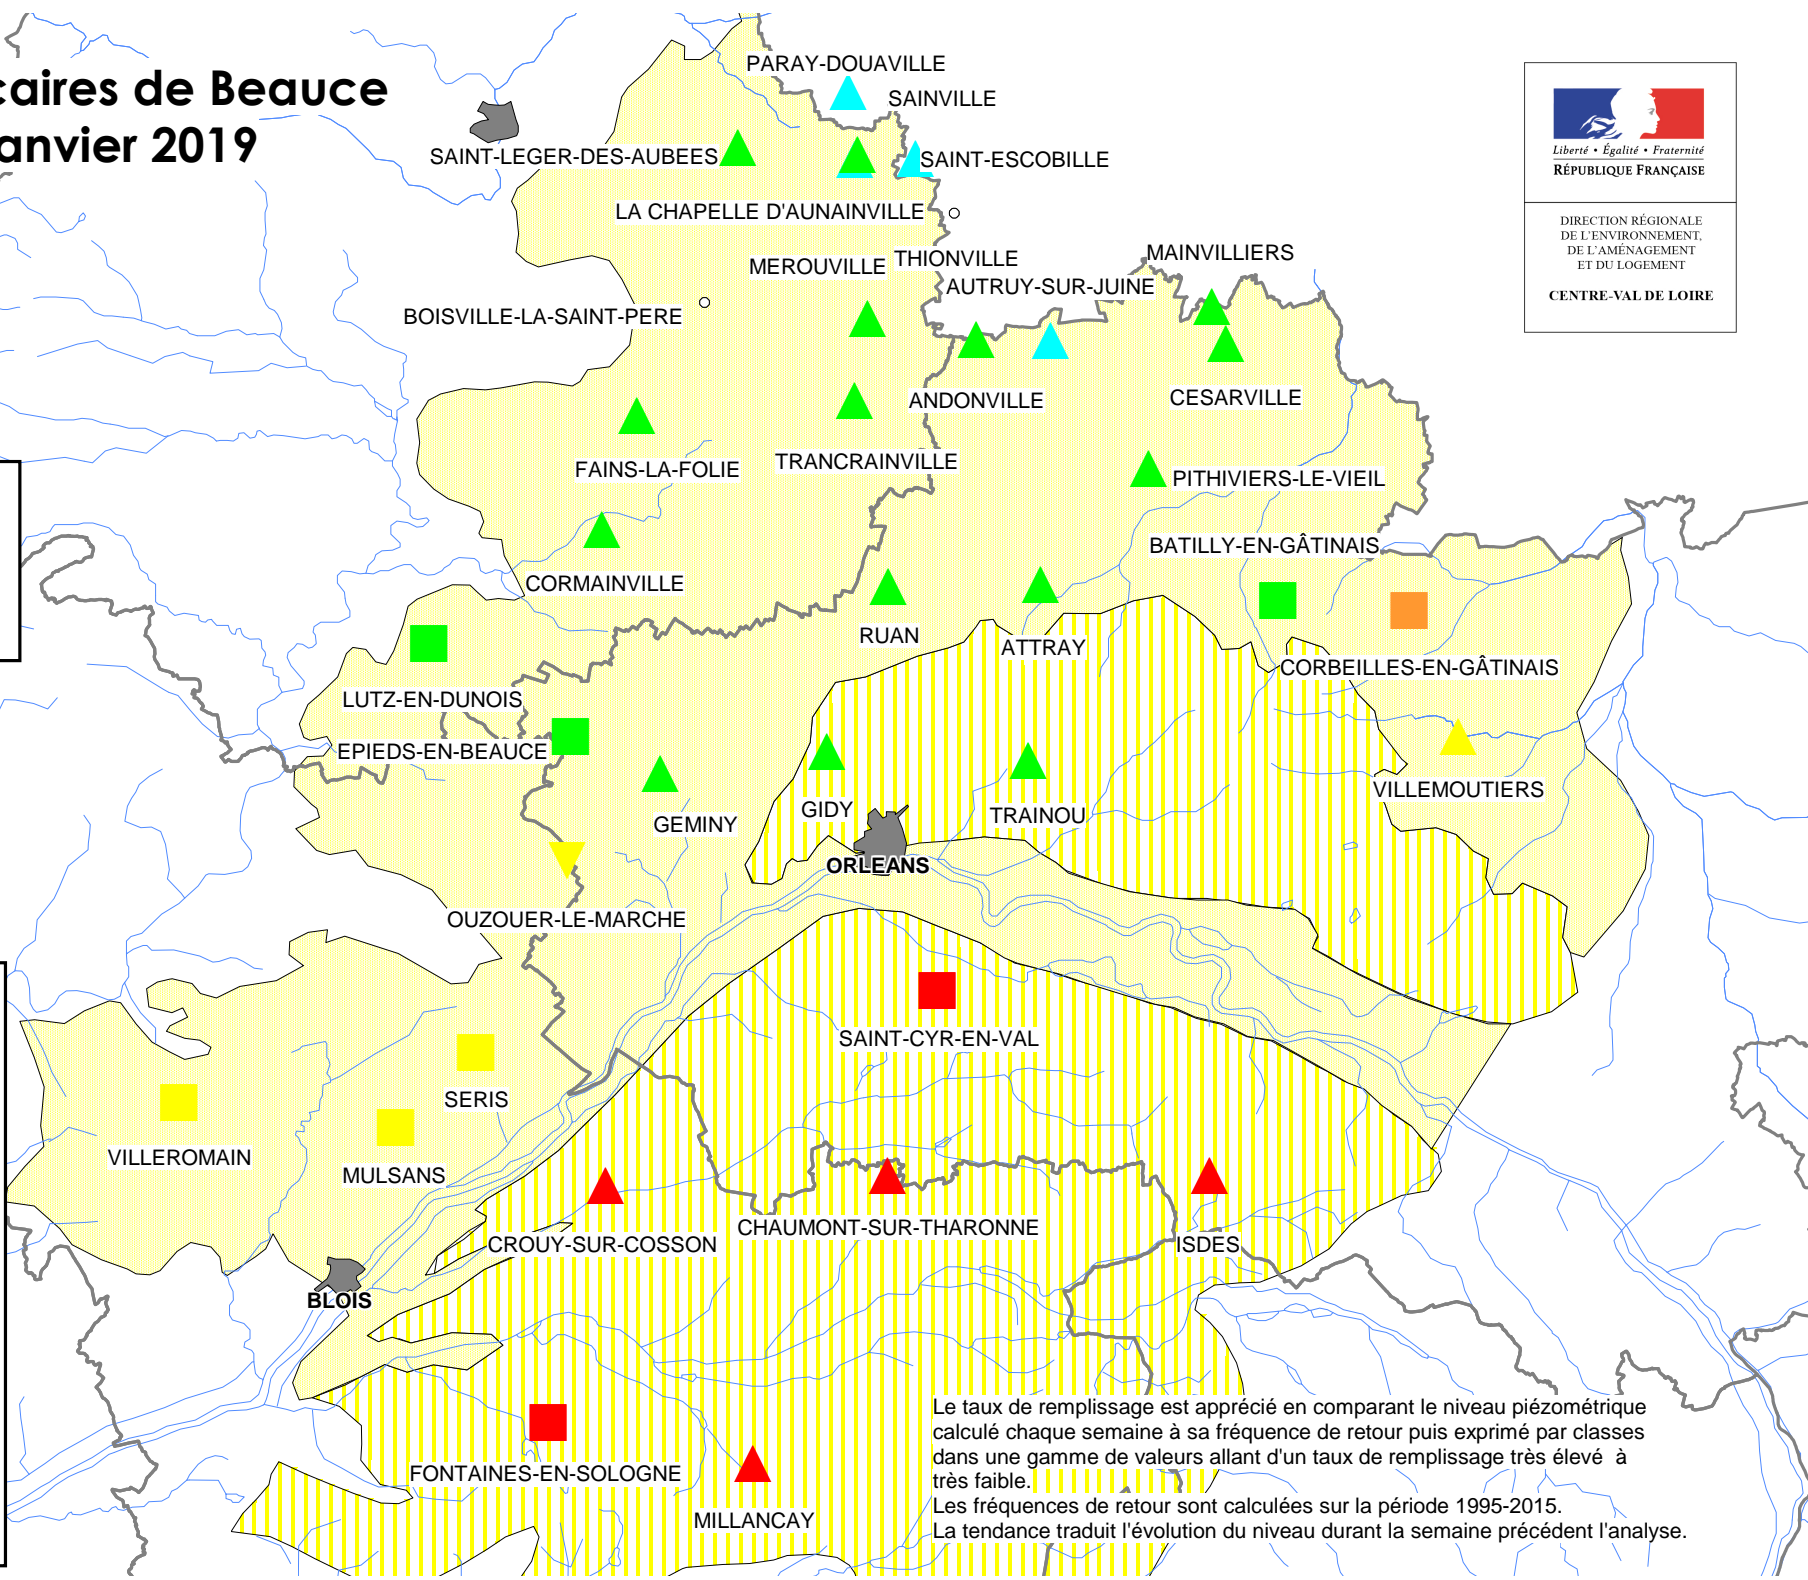 caires de Beauce
anvier 2019
PARAY-DOUAVILLE
SAINVILLE
SAINT-LEGER-DES-AUBEES
SAINT-ESCOBILLE
LA CHAPELLE D'AUNAINVILLE
MEROUVILLE
THIONVILLE
MAINVILLIERS
AUTRUY-SUR-JUINE
BOISVILLE-LA-SAINT-PERE
ANDONVILLE
CESARVILLE
FAINS-LA-FOLIE
TRANCRAINVILLE
PITHIVIERS-LE-VIEIL
BATILLY-EN-GÂTINAIS
CORMAINVILLE
RUAN
ATTRAY
CORBEILLES-EN-GÂTINAIS
LUTZ-EN-DUNOIS
EPIEDS-EN-BEAUCE
VILLEMOUTIERS
GEMINY
GIDY
TRAINOU
ORLEANS
OUZOUER-LE-MARCHE
SAINT-CYR-EN-VAL
SERIS
VILLEROMAIN
MULSANS
CROUY-SUR-COSSON
CHAUMONT-SUR-THARONNE
ISDES
BLOIS
FONTAINES-EN-SOLOGNE
MILLANCAY
Liberté • Égalité • Fraternité
RÉPUBLIQUE FRANÇAISE
DIRECTION RÉGIONALE
DE L'ENVIRONNEMENT,
DE L'AMÉNAGEMENT
ET DU LOGEMENT
CENTRE-VAL DE LOIRE
Le taux de remplissage est apprécié en comparant le niveau piézométrique
calculé chaque semaine à sa fréquence de retour puis exprimé par classes
dans une gamme de valeurs allant d'un taux de remplissage très élevé à
très faible.
Les fréquences de retour sont calculées sur la période 1995-2015.
La tendance traduit l'évolution du niveau durant la semaine précédent l'analyse.